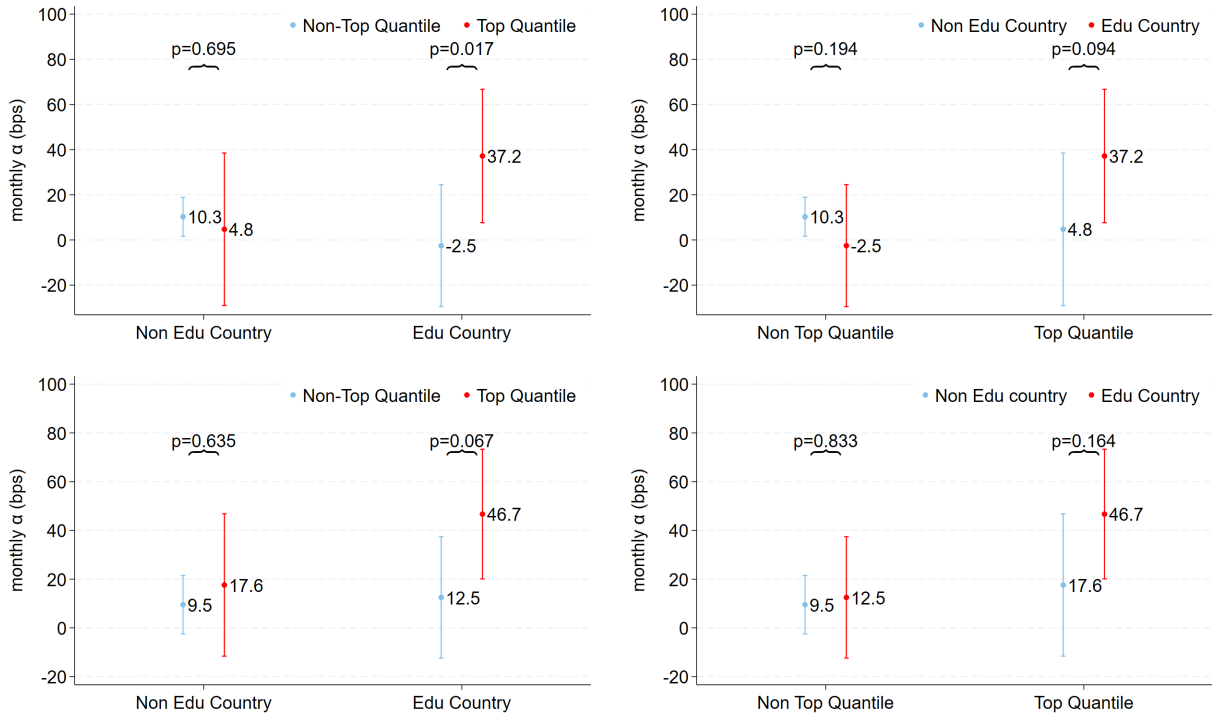 Non-Top Quantile Top Quantile
p=0.695 p=0.017
monthly α (bps)
100
80
60
40
20
0
-20
10.3
4.8
-2.5
37.2
Non Edu Country Edu Country
Non Edu Country Edu Country
p=0.194 p=0.094
monthly α (bps)
100
80
60
40
20
0
-20
10.3
-2.5
4.8
37.2
Non Top Quantile Top Quantile
Non-Top Quantile Top Quantile
p=0.635 p=0.067
monthly α (bps)
100
80
60
40
20
0
-20
9.5
17.6
12.5
46.7
Non Edu Country Edu Country
Non Edu country Edu Country
p=0.833 p=0.164
monthly α (bps)
100
80
60
40
20
0
-20
9.5
12.5
17.6
46.7
Non Top Quantile Top Quantile